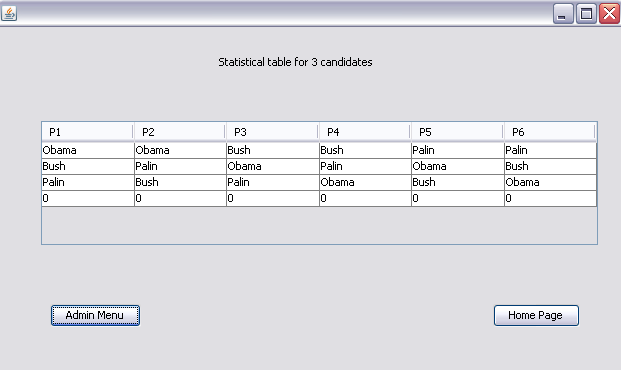 Statistical table for 3 candidates
P1 P2 P3 P4 P5 P6
Obama Obama Bush Bush Palin Palin
Bush Palin Obama Palin Obama Bush
Palin Bush Palin Obama Bush Obama
0 0 0 0 0 0
Admin Menu Home Page